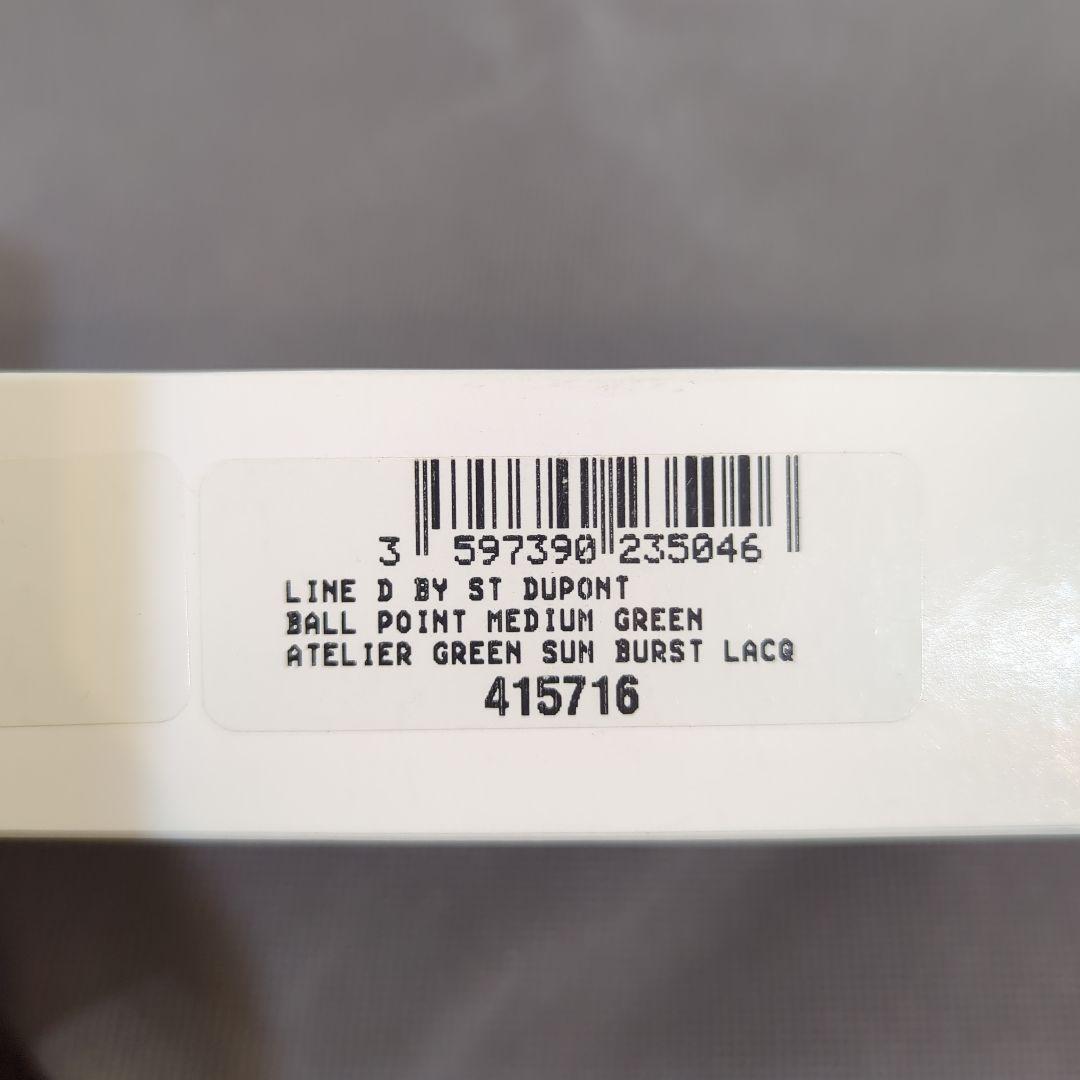 3 597390 235046
LINE D BY ST DUPONT
BALL POINT MEDIUM GREEN
ATELIER GREEN SUN BURST LACQ
415716